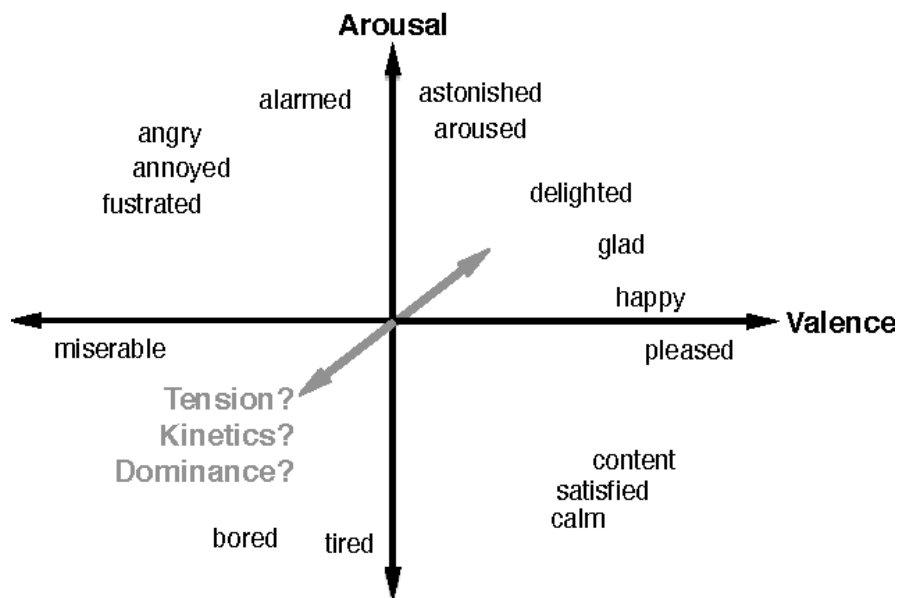 Arousal
alarmed
astonished
aroused
angry
annoyed
fustrated
delighted
glad
happy
Valence
miserable
pleased
Tension?
Kinetics?
Dominance?
content
satisfied
calm
bored
tired